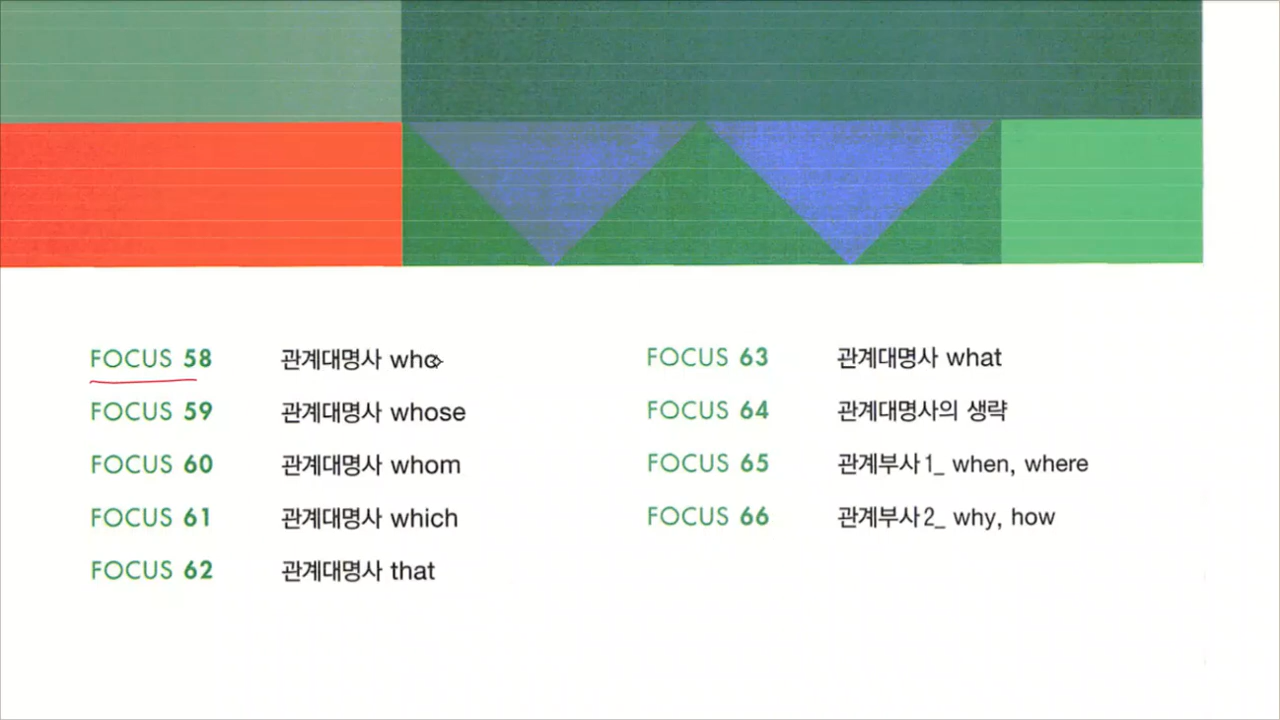 FOCUS 58 관계대명사 who
FOCUS 59 관계대명사 whose
FOCUS 60 관계대명사 whom
FOCUS 61 관계대명사 which
FOCUS 62 관계대명사 that
FOCUS 63 관계대명사 what
FOCUS 64 관계대명사의 생략
FOCUS 65 관계부사 1_ when, where
FOCUS 66 관계부사 2_ why, how